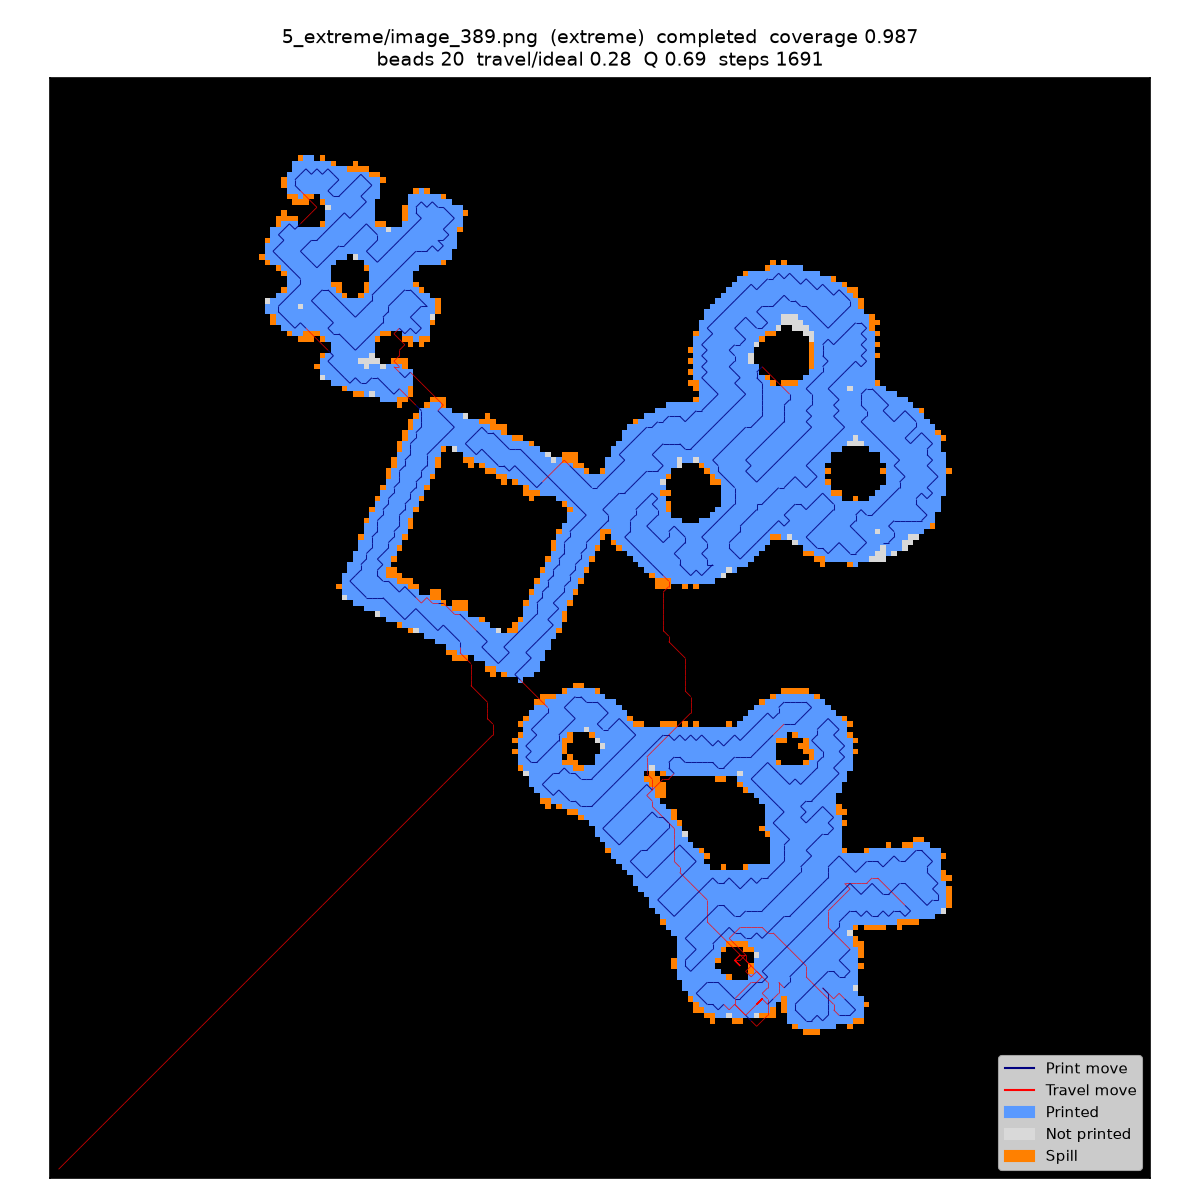 5_extreme/image_389.png  (extreme)  completed  coverage 0.987
beads 20  travel/ideal 0.28  Q 0.69  steps 1691
Print move
Travel move
Printed
Not printed
Spill